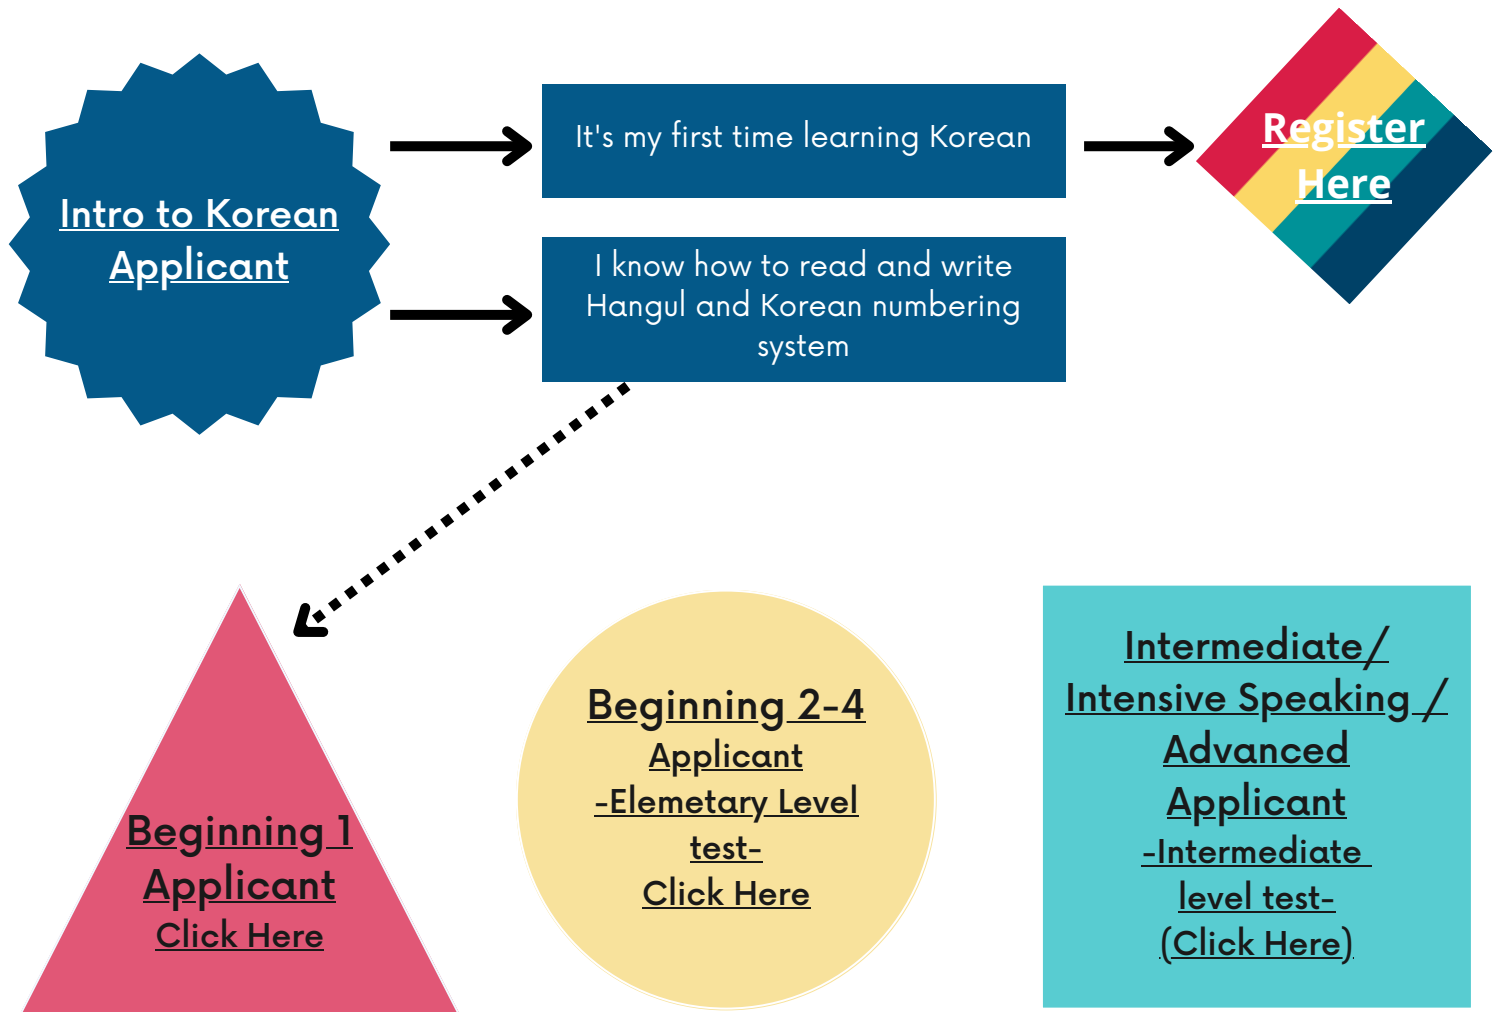 Intro to Korean
Applicant
It's my first time learning Korean
Register
Here
I know how to read and write
Hangul and Korean numbering
system
Beginning 1
Applicant
Click Here
Beginning 2-4
Applicant
-Elemetary Level
test-
Click Here
Intermediate/
Intensive Speaking /
Advanced
Applicant
-Intermediate
level test-
(Click Here)